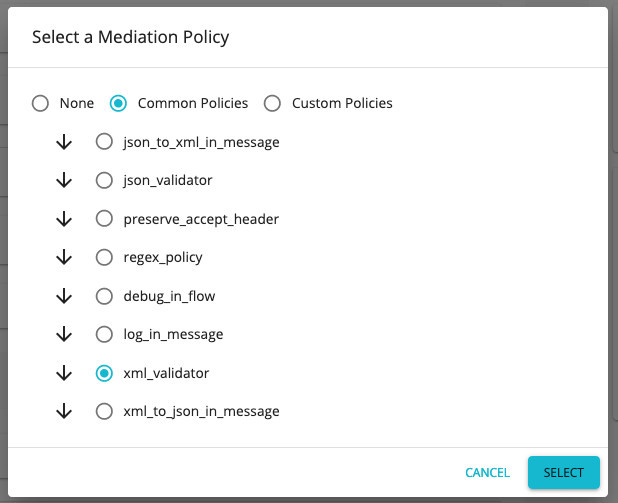 Select a Mediation Policy
None Common Policies Custom Policies
json_to_xml_in_message
json_validator
preserve_accept_header
regex_policy
debug_in_flow
log_in_message
xml_validator
xml_to_json_in_message
CANCEL SELECT